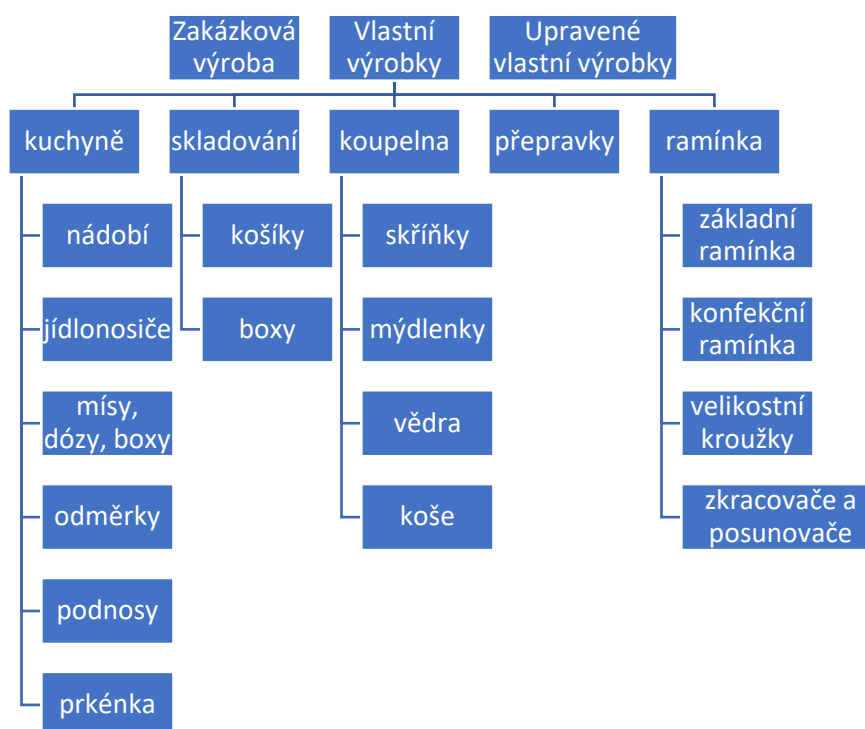 Zakázková
výroba
Vlastní
výrobky
Upravené
vlastní výrobky
kuchyně
skladování
koupelna
přepravky
ramínka
nádobí
jídlonosiče
mísy,
dózy, boxy
odměrky
podnosy
prkénka
košíky
boxy
skříňky
mýdlenky
vědra
koše
základní
ramínka
konfekční
ramínka
velikostní
kroužky
zkracovače a
posunovače